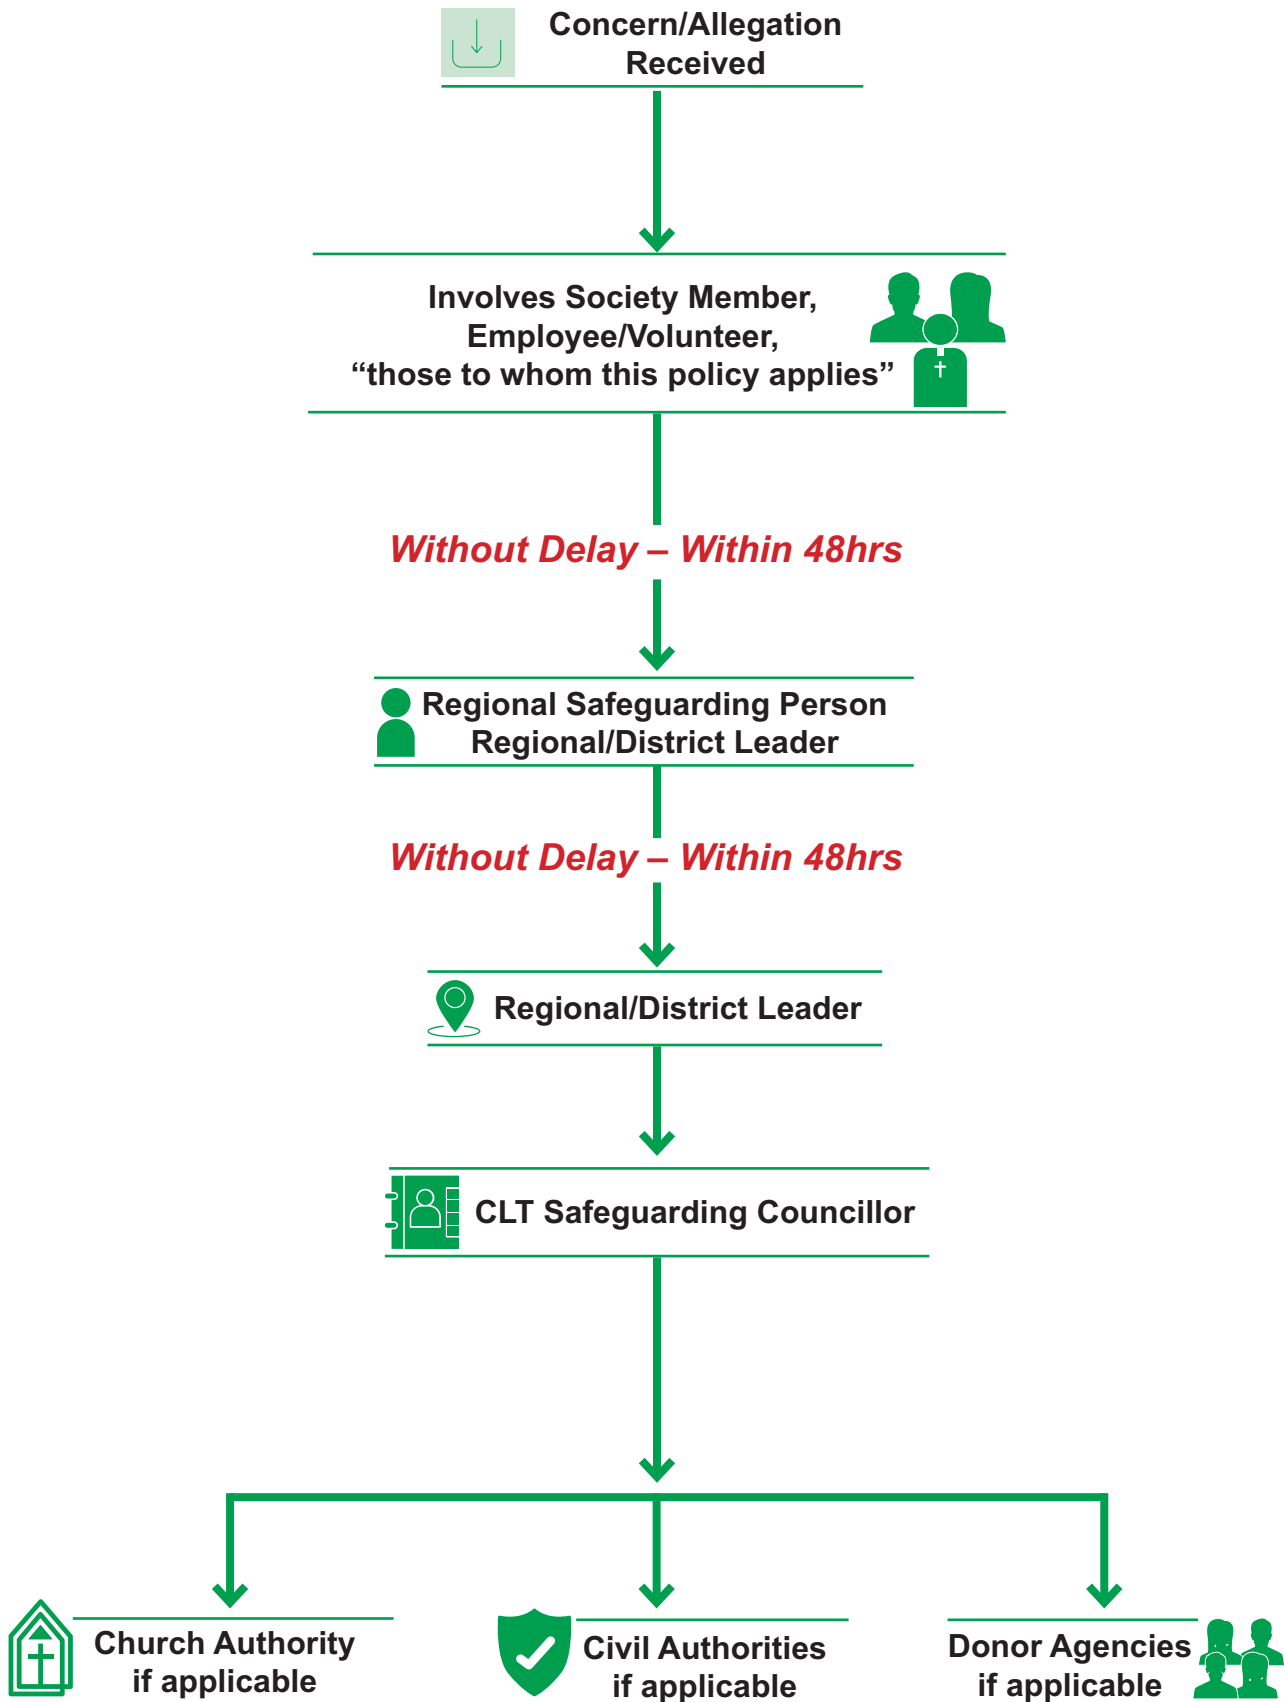 Concern/Allegation
Received
Involves Society Member,
Employee/Volunteer,
“those to whom this policy applies”
Without Delay – Within 48hrs
Regional Safeguarding Person
Regional/District Leader
Without Delay – Within 48hrs
Regional/District Leader
CLT Safeguarding Councillor
Church Authority
if applicable
Civil Authorities
if applicable
Donor Agencies
if applicable